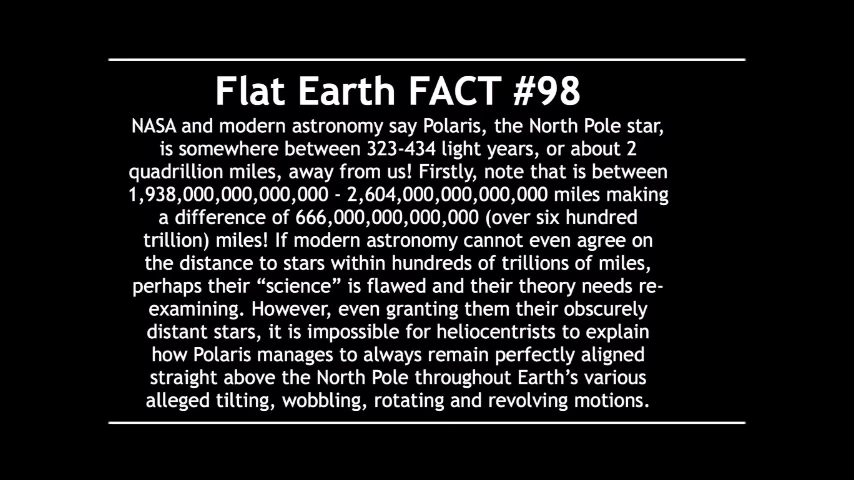 Flat Earth FACT #98
NASA and modern astronomy say Polaris, the North Pole star,
is somewhere between 323-434 light years, or about 2
quadrillion miles, away from us! Firstly, note that is between
1,938,000,000,000,000 - 2,604,000,000,000,000 miles making
a difference of 666,000,000,000,000 (over six hundred
trillion) miles! If modern astronomy cannot even agree on
the distance to stars within hundreds of trillions of miles,
perhaps their “science” is flawed and their theory needs re-
examining. However, even granting them their obscurely
distant stars, it is impossible for heliocentrists to explain
how Polaris manages to always remain perfectly aligned
straight above the North Pole throughout Earth’s various
alleged tilting, wobbling, rotating and revolving motions.